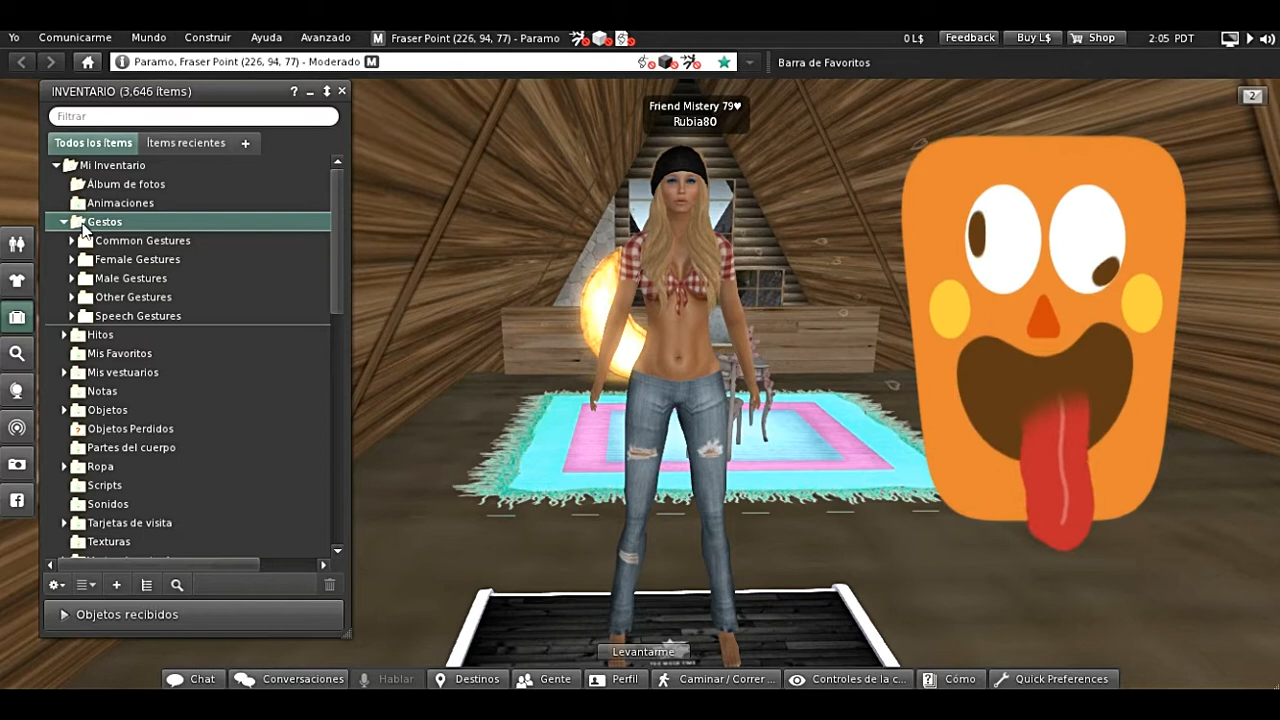 Yo Comunicarme Mundo Construir Ayuda Avanzado M Fraser Point (226, 94, 77) - Paramo 0 L$ Feedback Buy L$ Shop 2:05 PDT
Paramo, Fraser Point (226, 94, 77) - Moderado M Barra de Favoritos
INVENTARIO (3,646 ítems) ?
Filtrar
Todos los ítems Ítems recientes +
Mi Inventario
Álbum de fotos
Animaciones
Gestos
Common Gestures
Female Gestures
Male Gestures
Other Gestures
Speech Gestures
Hitos
Mis Favoritos
Mis vestuarios
Notas
Objetos
Objetos Perdidos
Partes del cuerpo
Ropa
Scripts
Sonidos
Tarjetas de visita
Texturas
Objetos recibidos
Friend Mistery 79♥
Rubia80
2
Levantarme
Chat Conversaciones Hablar Destinos Gente Perfil Caminar / Correr ... Controles de la c... Cómo Quick Preferences